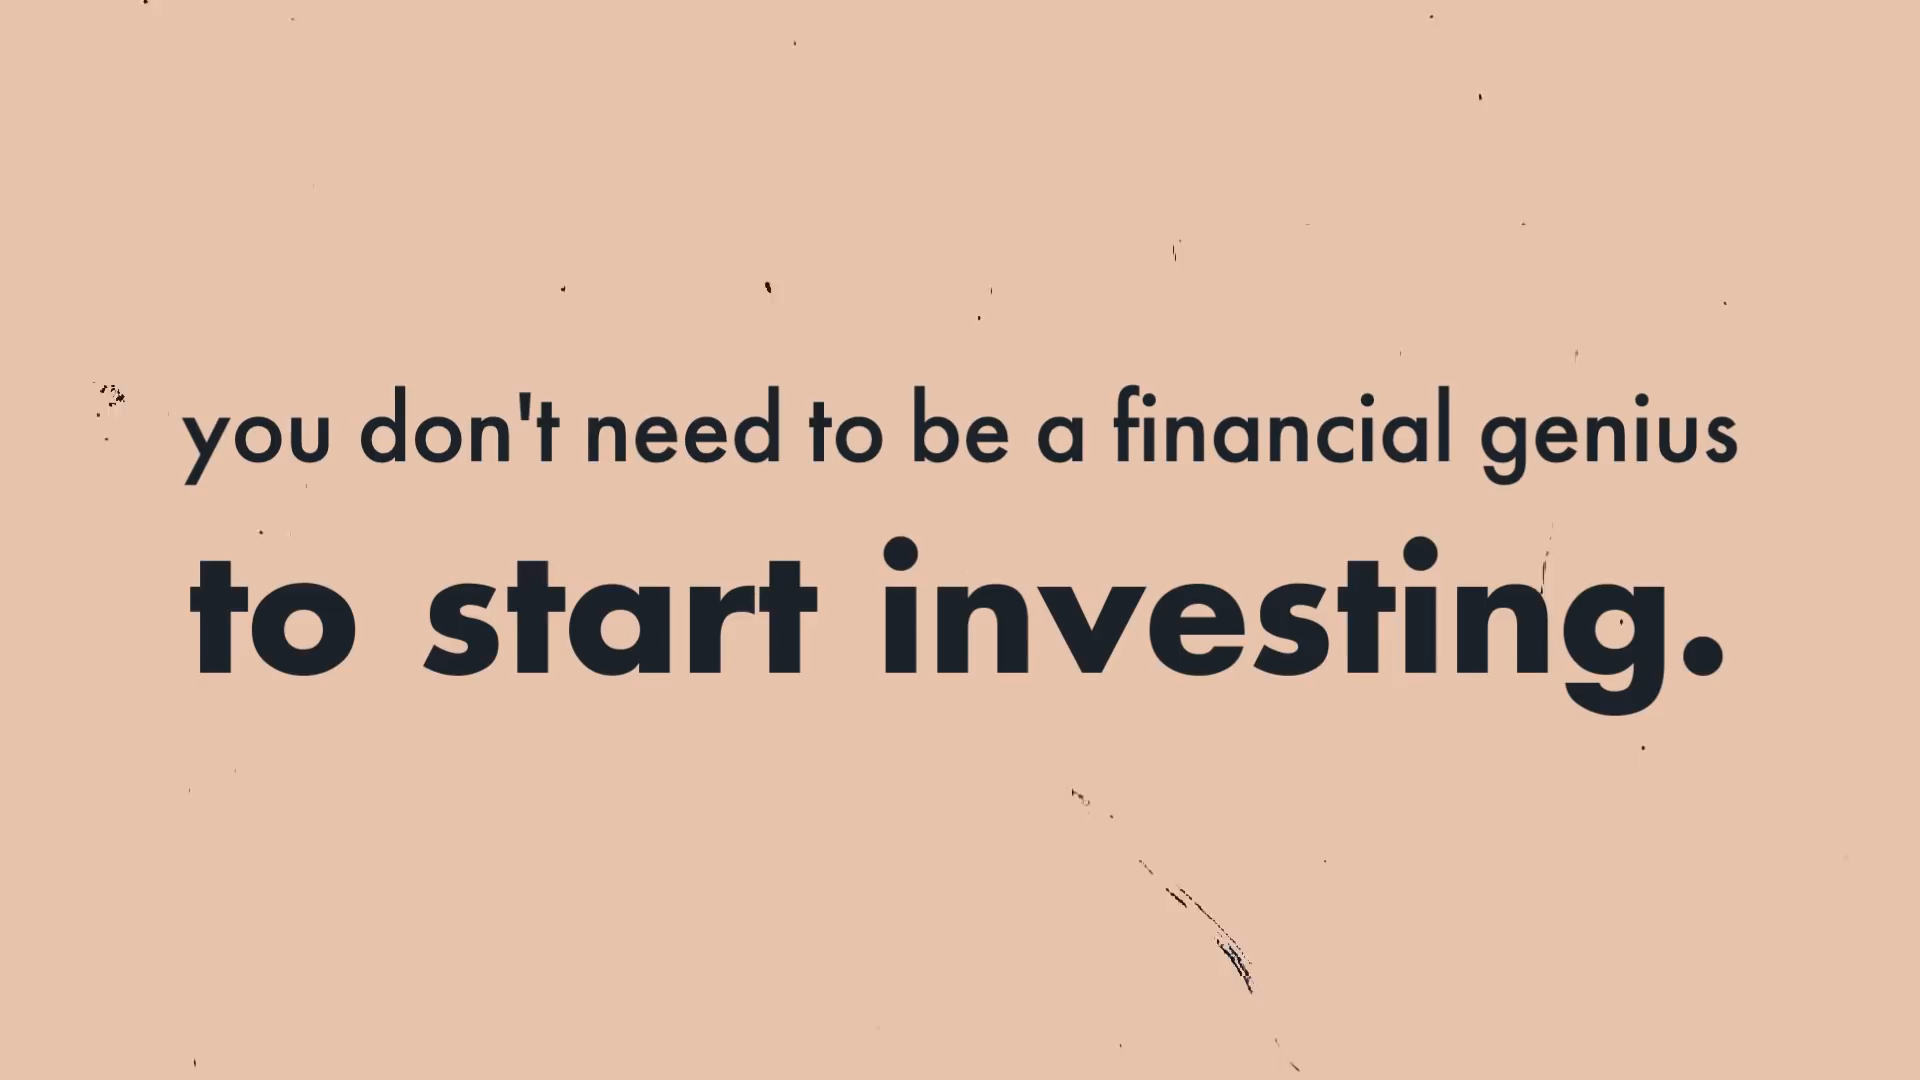 you don't need to be a financial genius
to start investing.